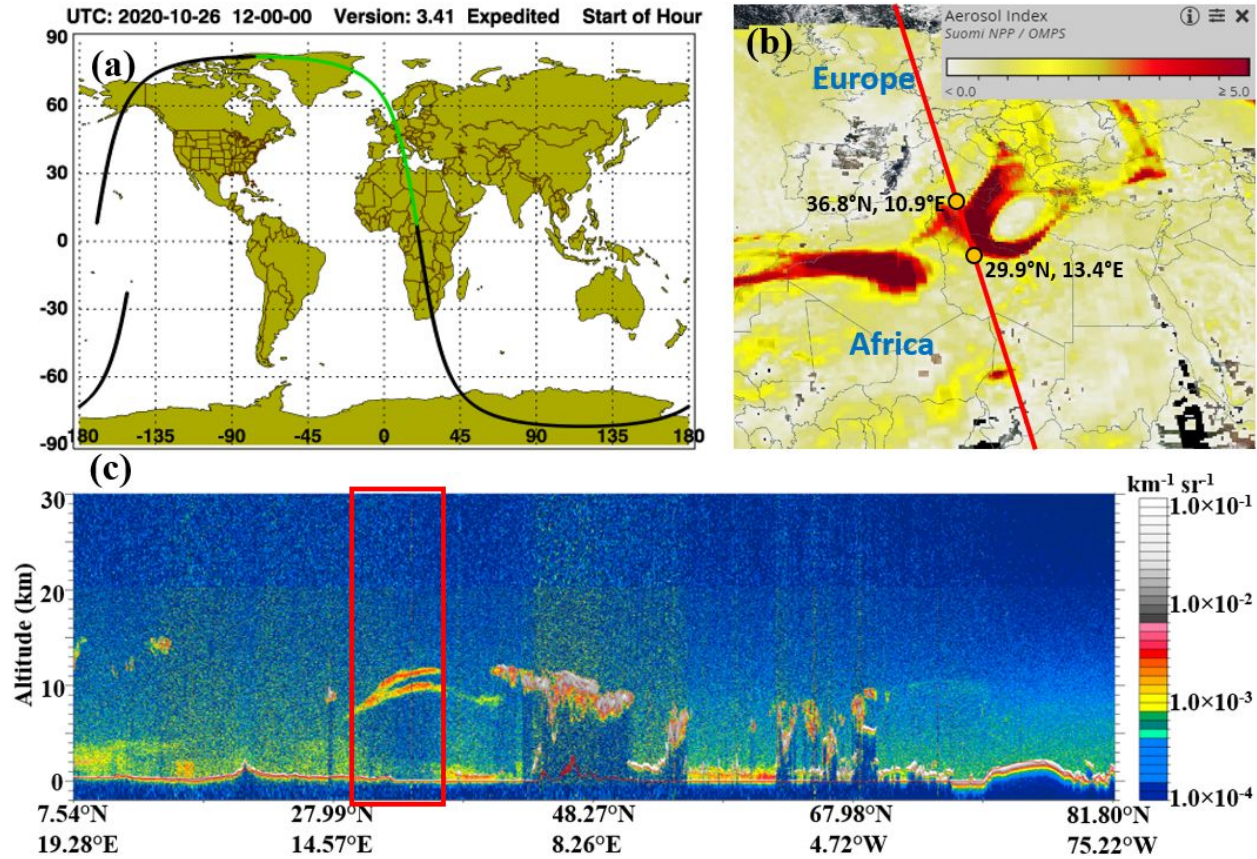 UTC: 2020-10-26 12-00-00 Version: 3.41 Expedited Start of Hour
(a)
90
60
30
0
-30
-60
-90
180 -135 -90 -45 0 45 90 135 180
(b)
Aerosol Index
Suomi NPP / OMPS
< 0.0 ≥ 5.0
Europe
36.8°N, 10.9°E
29.9°N, 13.4°E
Africa
(c)
Altitude (km)
30
20
10
0
7.54°N 27.99°N 48.27°N 67.98°N 81.80°N
19.28°E 14.57°E 8.26°E 4.72°W 75.22°W
km⁻¹ sr⁻¹
1.0×10⁻¹
1.0×10⁻²
1.0×10⁻³
1.0×10⁻⁴